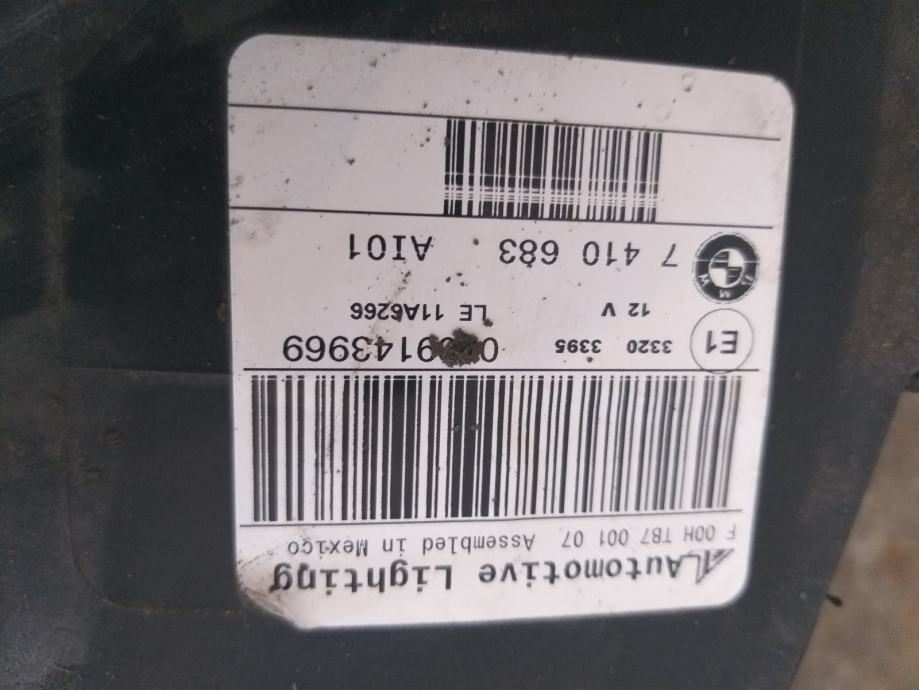 Automotive Lighting
F 00H TB7 001 07 Assembled in Mexico
E1 3320 3395
12 V LE 11A6266
7 410 683 AI01
BMW